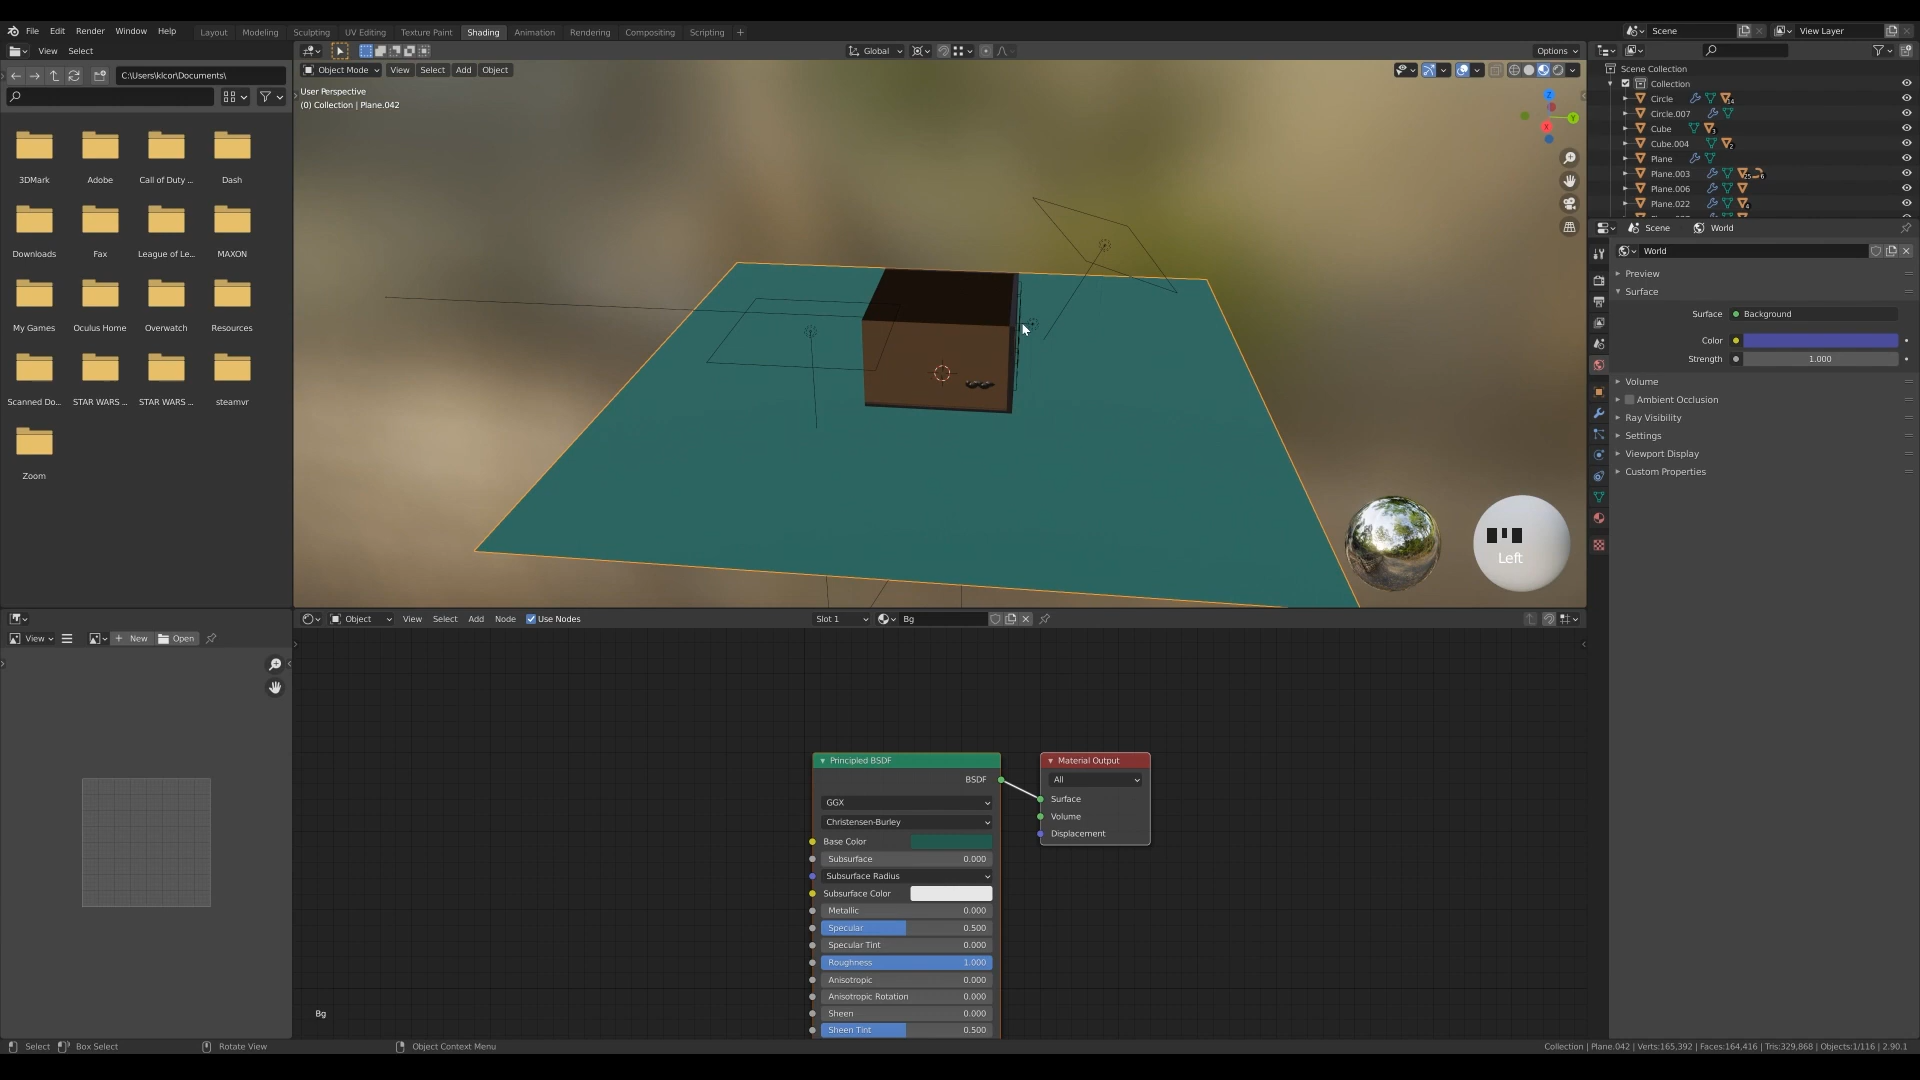 File Edit Render Window Help Layout Modeling Sculpting UV Editing Texture Paint Shading Animation Rendering Compositing Scripting + Scene View Layer
View Select
Global Options
C:\Users\klcon\Documents\
Object Mode View Select Add Object
User Perspective
(0) Collection | Plane.042
3DMark Adobe Call of Duty ... Dash
Downloads Fax League of Le... MAXON
My Games Oculus Home Overwatch Resources
Scanned Do... STAR WARS ... STAR WARS ... steamvr
Zoom
Z
Y
X
Left
Scene Collection
Collection
Circle 14
Circle.007
Cube 3
Cube.004 2
Plane
Plane.003
Plane.006
Plane.022 4
Scene World
World
Preview
Surface
Surface Background
Color
Strength 1.000
Volume
Ambient Occlusion
Ray Visibility
Settings
Viewport Display
Custom Properties
Object View Select Add Node Use Nodes Slot 1 Bg
View New Open
Principled BSDF
BSDF
GGX
Christensen-Burley
Base Color
Subsurface 0.000
Subsurface Radius
Subsurface Color
Metallic 0.000
Specular 0.500
Specular Tint 0.000
Roughness 1.000
Anisotropic 0.000
Anisotropic Rotation 0.000
Sheen 0.000
Sheen Tint 0.500
Material Output
All
Surface
Volume
Displacement
Bg
Select Box Select Rotate View Object Context Menu
Collection | Plane.042 | Verts:165,392 | Faces:164,416 | Tris:329,868 | Objects:1/116 | 2.90.1